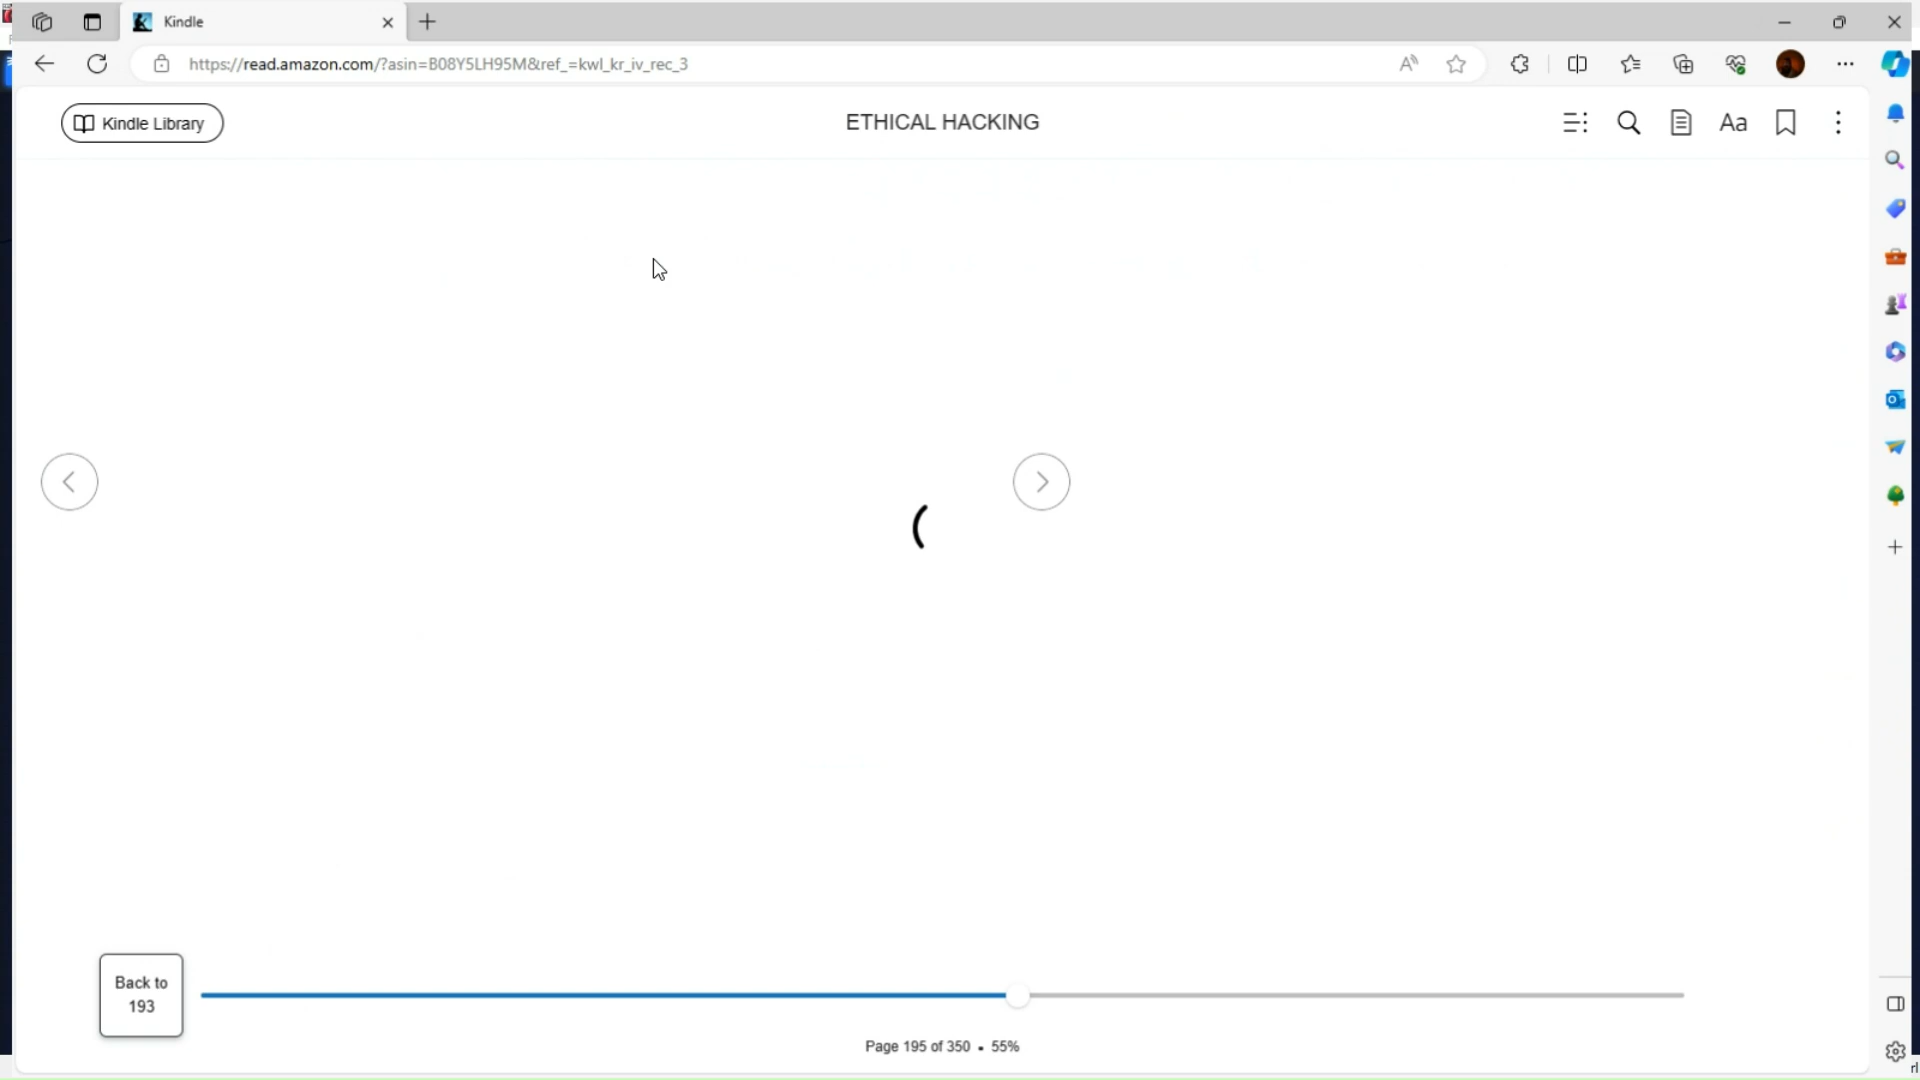 Kindle
https://read.amazon.com/?asin=B08Y5LH95M&ref_=kwl_kr_iv_rec_3
Kindle Library
ETHICAL HACKING
Aa
Back to
193
Page 195 of 350 • 55%